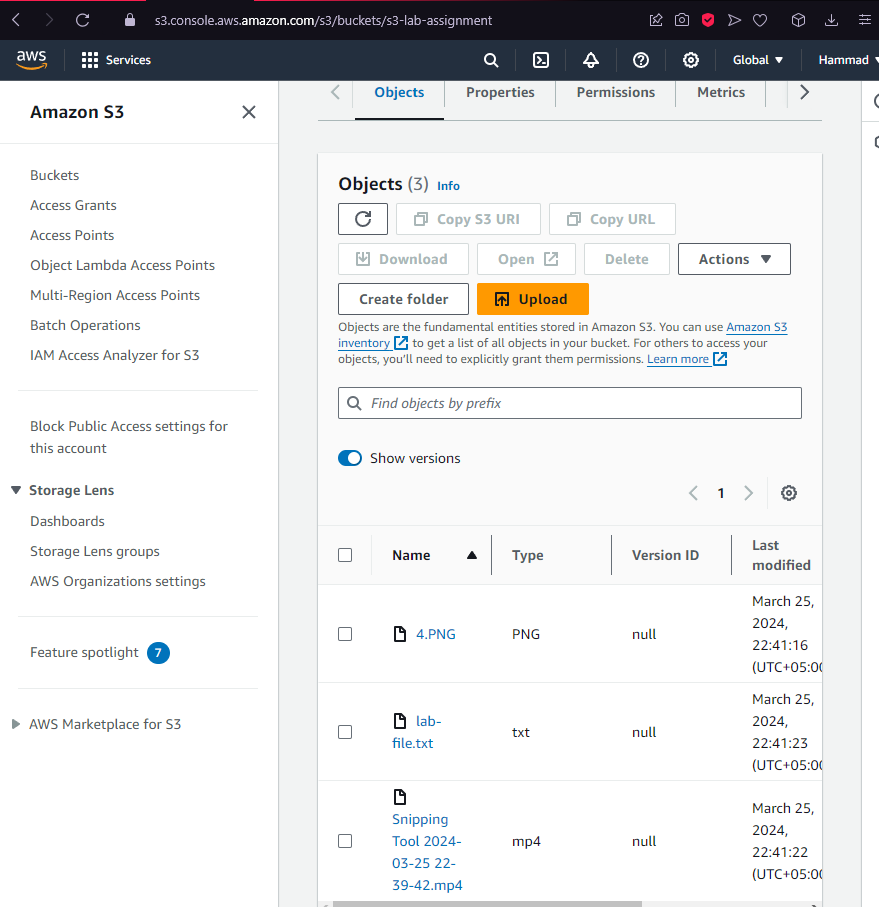 s3.console.aws.amazon.com/s3/buckets/s3-lab-assignment
aws
Services
Global
Hammad
Amazon S3
Buckets
Access Grants
Access Points
Object Lambda Access Points
Multi-Region Access Points
Batch Operations
IAM Access Analyzer for S3
Block Public Access settings for
this account
Storage Lens
Dashboards
Storage Lens groups
AWS Organizations settings
Feature spotlight 7
AWS Marketplace for S3
Objects Properties Permissions Metrics
Objects (3) Info
Copy S3 URI Copy URL
Download Open Delete Actions
Create folder Upload
Objects are the fundamental entities stored in Amazon S3. You can use Amazon S3
inventory to get a list of all objects in your bucket. For others to access your
objects, you'll need to explicitly grant them permissions. Learn more
Find objects by prefix
Show versions
1
Name Type Version ID Last
modified
4.PNG PNG null March 25,
2024,
22:41:16
(UTC+05:00
lab-
file.txt txt null March 25,
2024,
22:41:23
(UTC+05:00
Snipping
Tool 2024-
03-25 22-
39-42.mp4 mp4 null March 25,
2024,
22:41:22
(UTC+05:00